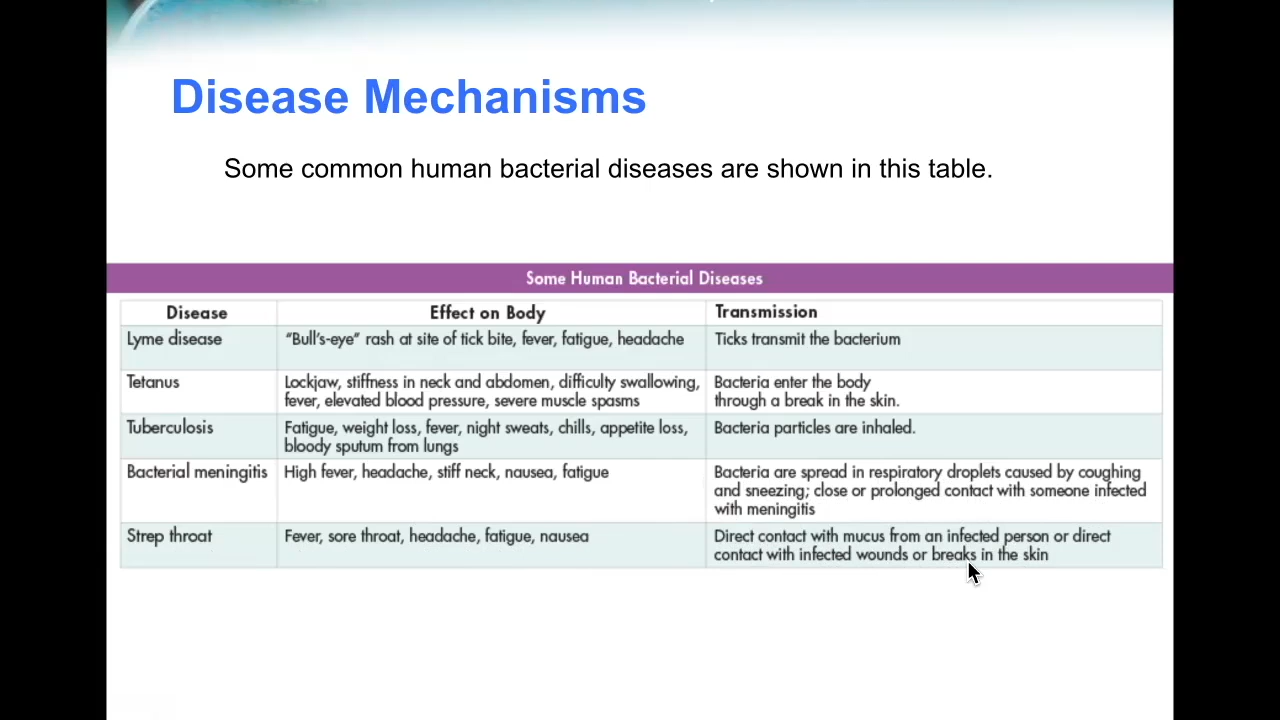 Disease Mechanisms
Some common human bacterial diseases are shown in this table.
Some Human Bacterial Diseases
Disease Effect on Body Transmission
Lyme disease "Bull's-eye" rash at site of tick bite, fever, fatigue, headache Ticks transmit the bacterium
Tetanus Lockjaw, stiffness in neck and abdomen, difficulty swallowing, Bacteria enter the body
fever, elevated blood pressure, severe muscle spasms through a break in the skin.
Tuberculosis Fatigue, weight loss, fever, night sweats, chills, appetite loss, Bacteria particles are inhaled.
bloody sputum from lungs
Bacterial meningitis High fever, headache, stiff neck, nausea, fatigue Bacteria are spread in respiratory droplets caused by coughing
and sneezing; close or prolonged contact with someone infected
with meningitis
Strep throat Fever, sore throat, headache, fatigue, nausea Direct contact with mucus from an infected person or direct
contact with infected wounds or breaks in the skin